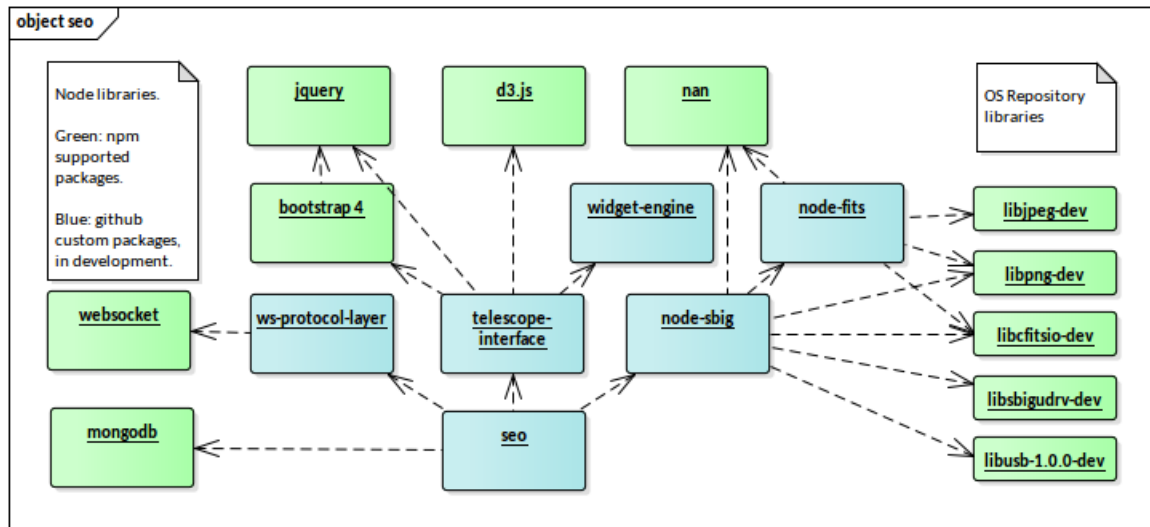 object seo
Node libraries.
Green: npm
supported
packages.
Blue: github
custom packages,
in development.
jquery
d3.js
nan
OS Repository
libraries
bootstrap 4
widget-engine
node-fits
libjpeg-dev
libpng-dev
websocket
ws-protocol-layer
telescope-
interface
node-sbig
libcfitsio-dev
libsbigudrv-dev
mongodb
seo
libusb-1.0.0-dev